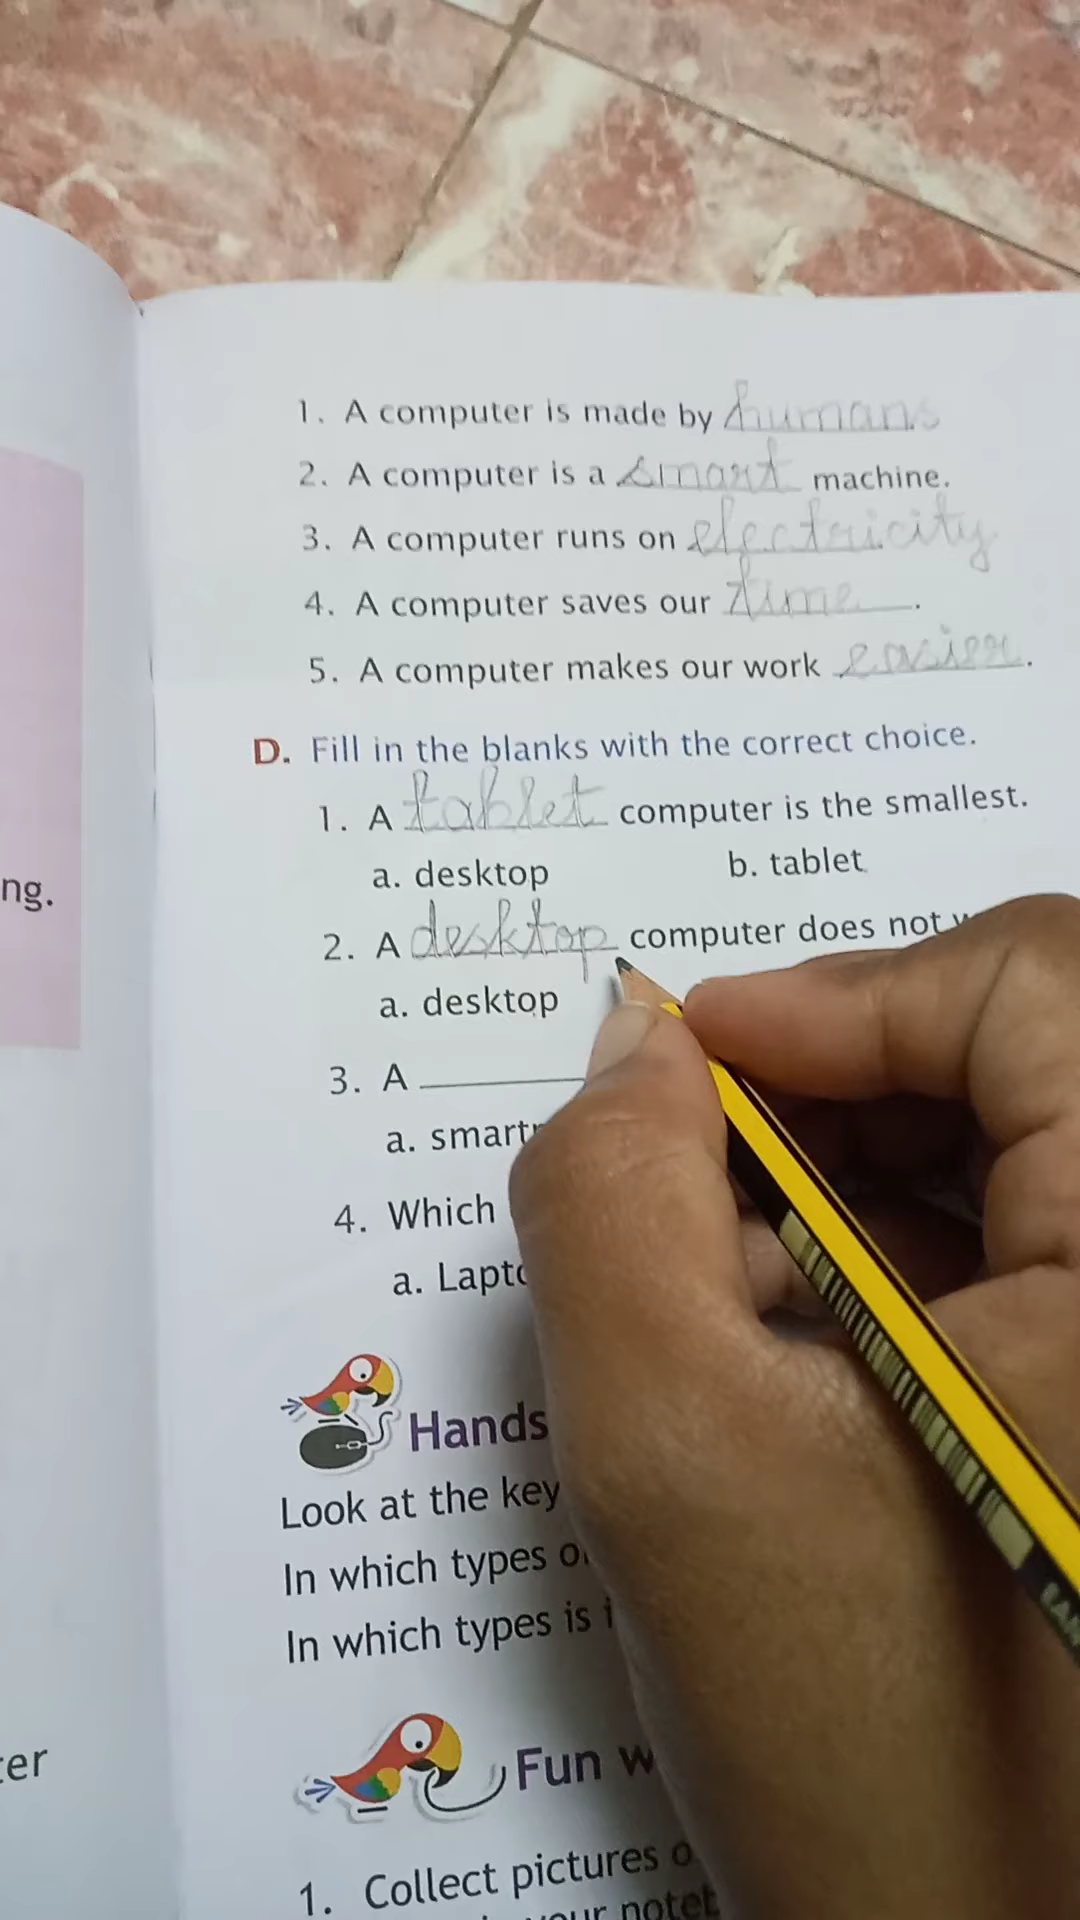 1. A computer is made by humans
2. A computer is a smart machine.
3. A computer runs on electricity
4. A computer saves our time.
5. A computer makes our work easier.
D. Fill in the blanks with the correct choice.
1. A tablet computer is the smallest.
a. desktop b. tablet
ng.
2. A desktop computer does not
a. desktop
3. A
a.
4. Which
a.
Hands
Look at the key
In which types
In which types is
er
Fun
1. Collect pictures